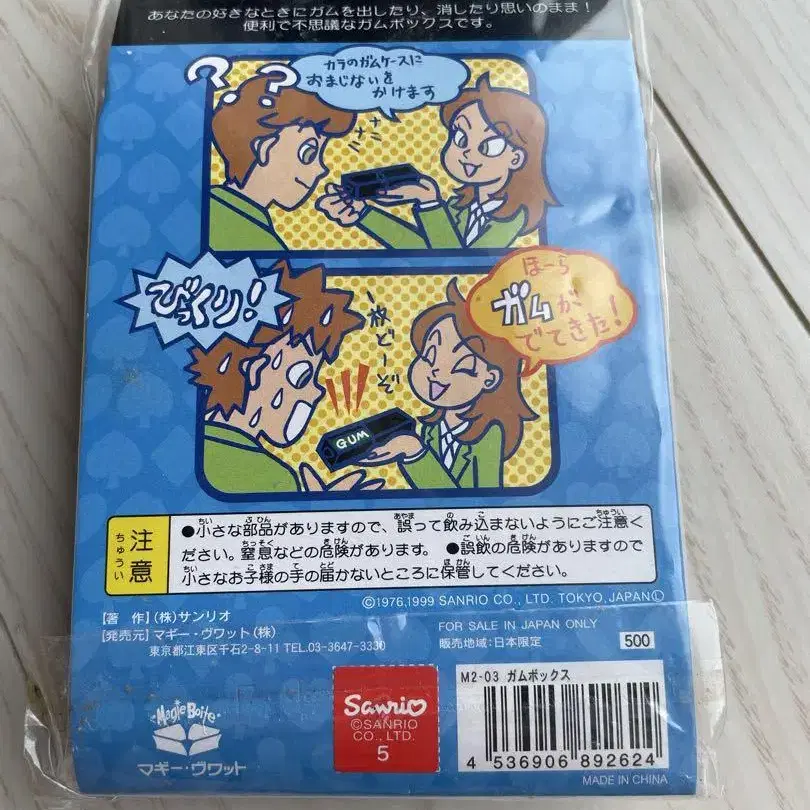 あなたの好きなときにガムを出したり、消したり思いのまま!
便利で不思議なガムボックスです。
? ? ?
カラのガムケースに
おまじないを
かけます
ナニナニ
びっくり!
一枚どーぞ
ほーら
ガムが
でてきた!
GUM
注意
ちゅうい
●小さな部品がありますので、誤って飲み込まないようにご注意く
ださい。窒息などの危険があります。 ●誤飲の危険がありますので
小さなお子様の手の届かないところに保管してください。
©1976,1999 SANRIO CO., LTD. TOKYO, JAPAN Ⓛ
【著 作】(株)サンリオ
【発売元】マギー・ヴワット(株)
東京都江東区千石2-8-11 TEL.03-3647-3330
FOR SALE IN JAPAN ONLY
販売地域:日本限定
500
M2-03 ガムボックス
4 536906 892624
MADE IN CHINA
Sanrio
©SANRIO
CO., LTD.
5
Magie Boite
マギー・ヴワット